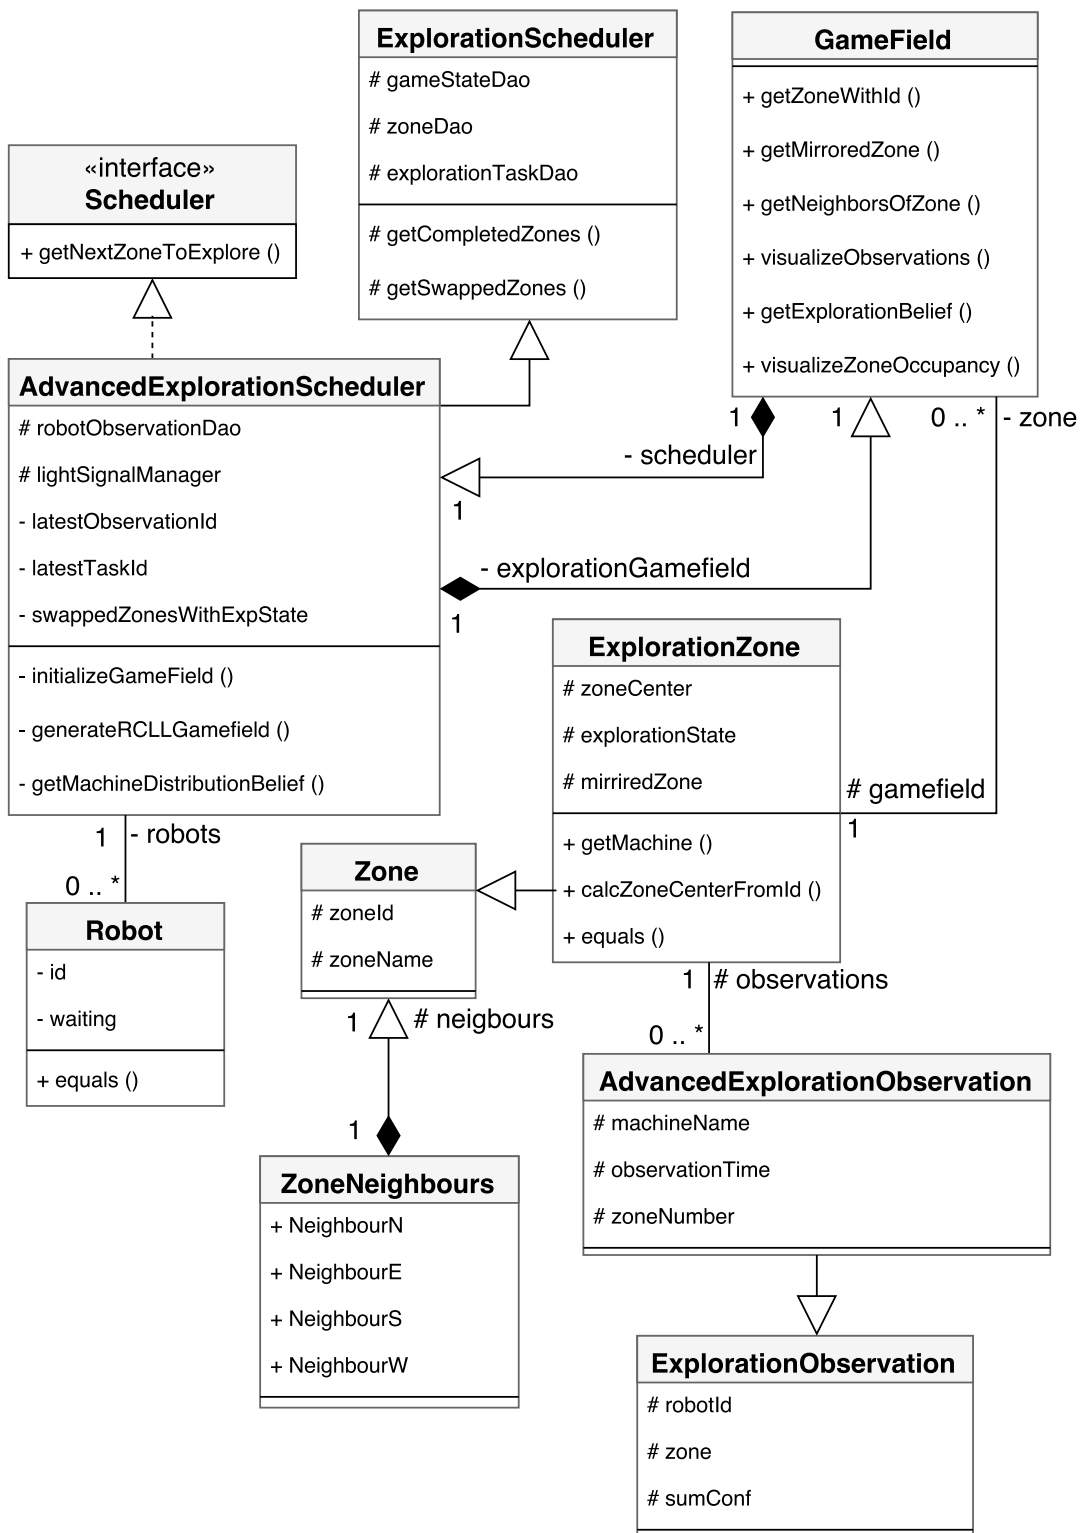 ExplorationScheduler
# gameStateDao
# zoneDao
# explorationTaskDao
# getCompletedZones ()
# getSwappedZones ()
GameField
+ getZoneWithId ()
+ getMirroredZone ()
+ getNeighborsOfZone ()
+ visualizeObservations ()
+ getExplorationBelief ()
+ visualizeZoneOccupancy ()
«interface»
Scheduler
+ getNextZoneToExplore ()
AdvancedExplorationScheduler
# robotObservationDao
# lightSignalManager
- latestObservationId
- latestTaskId
- swappedZonesWithExpState
- initializeGameField ()
- generateRCLLGamefield ()
- getMachineDistributionBelief ()
1
1
0 .. *
- zone
- scheduler
1
- explorationGamefield
1
ExplorationZone
# zoneCenter
# explorationState
# mirriredZone
+ getMachine ()
+ calcZoneCenterFromId ()
+ equals ()
# gamefield
1
1
- robots
0 .. *
Robot
- id
- waiting
+ equals ()
Zone
# zoneId
# zoneName
1
# neigbours
1
ZoneNeighbours
+ NeighbourN
+ NeighbourE
+ NeighbourS
+ NeighbourW
1
# observations
0 .. *
AdvancedExplorationObservation
# machineName
# observationTime
# zoneNumber
ExplorationObservation
# robotId
# zone
# sumConf